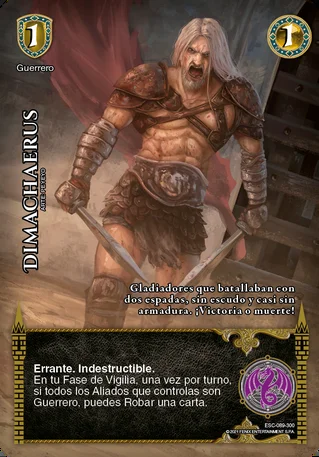 1
1
Guerrero
DIMACHAERUS
Gladiadores que batallaban con
dos espadas, sin escudo y casi sin
armadura. ¡Victoria o muerte!
Errante. Indestructible.
En tu Fase de Vigilia, una vez por turno,
si todos los Aliados que controlas son
Guerrero, puedes Robar una carta.
ESC-089-300
© 2021 FENIX ENTERTAINMENT S.P.A.